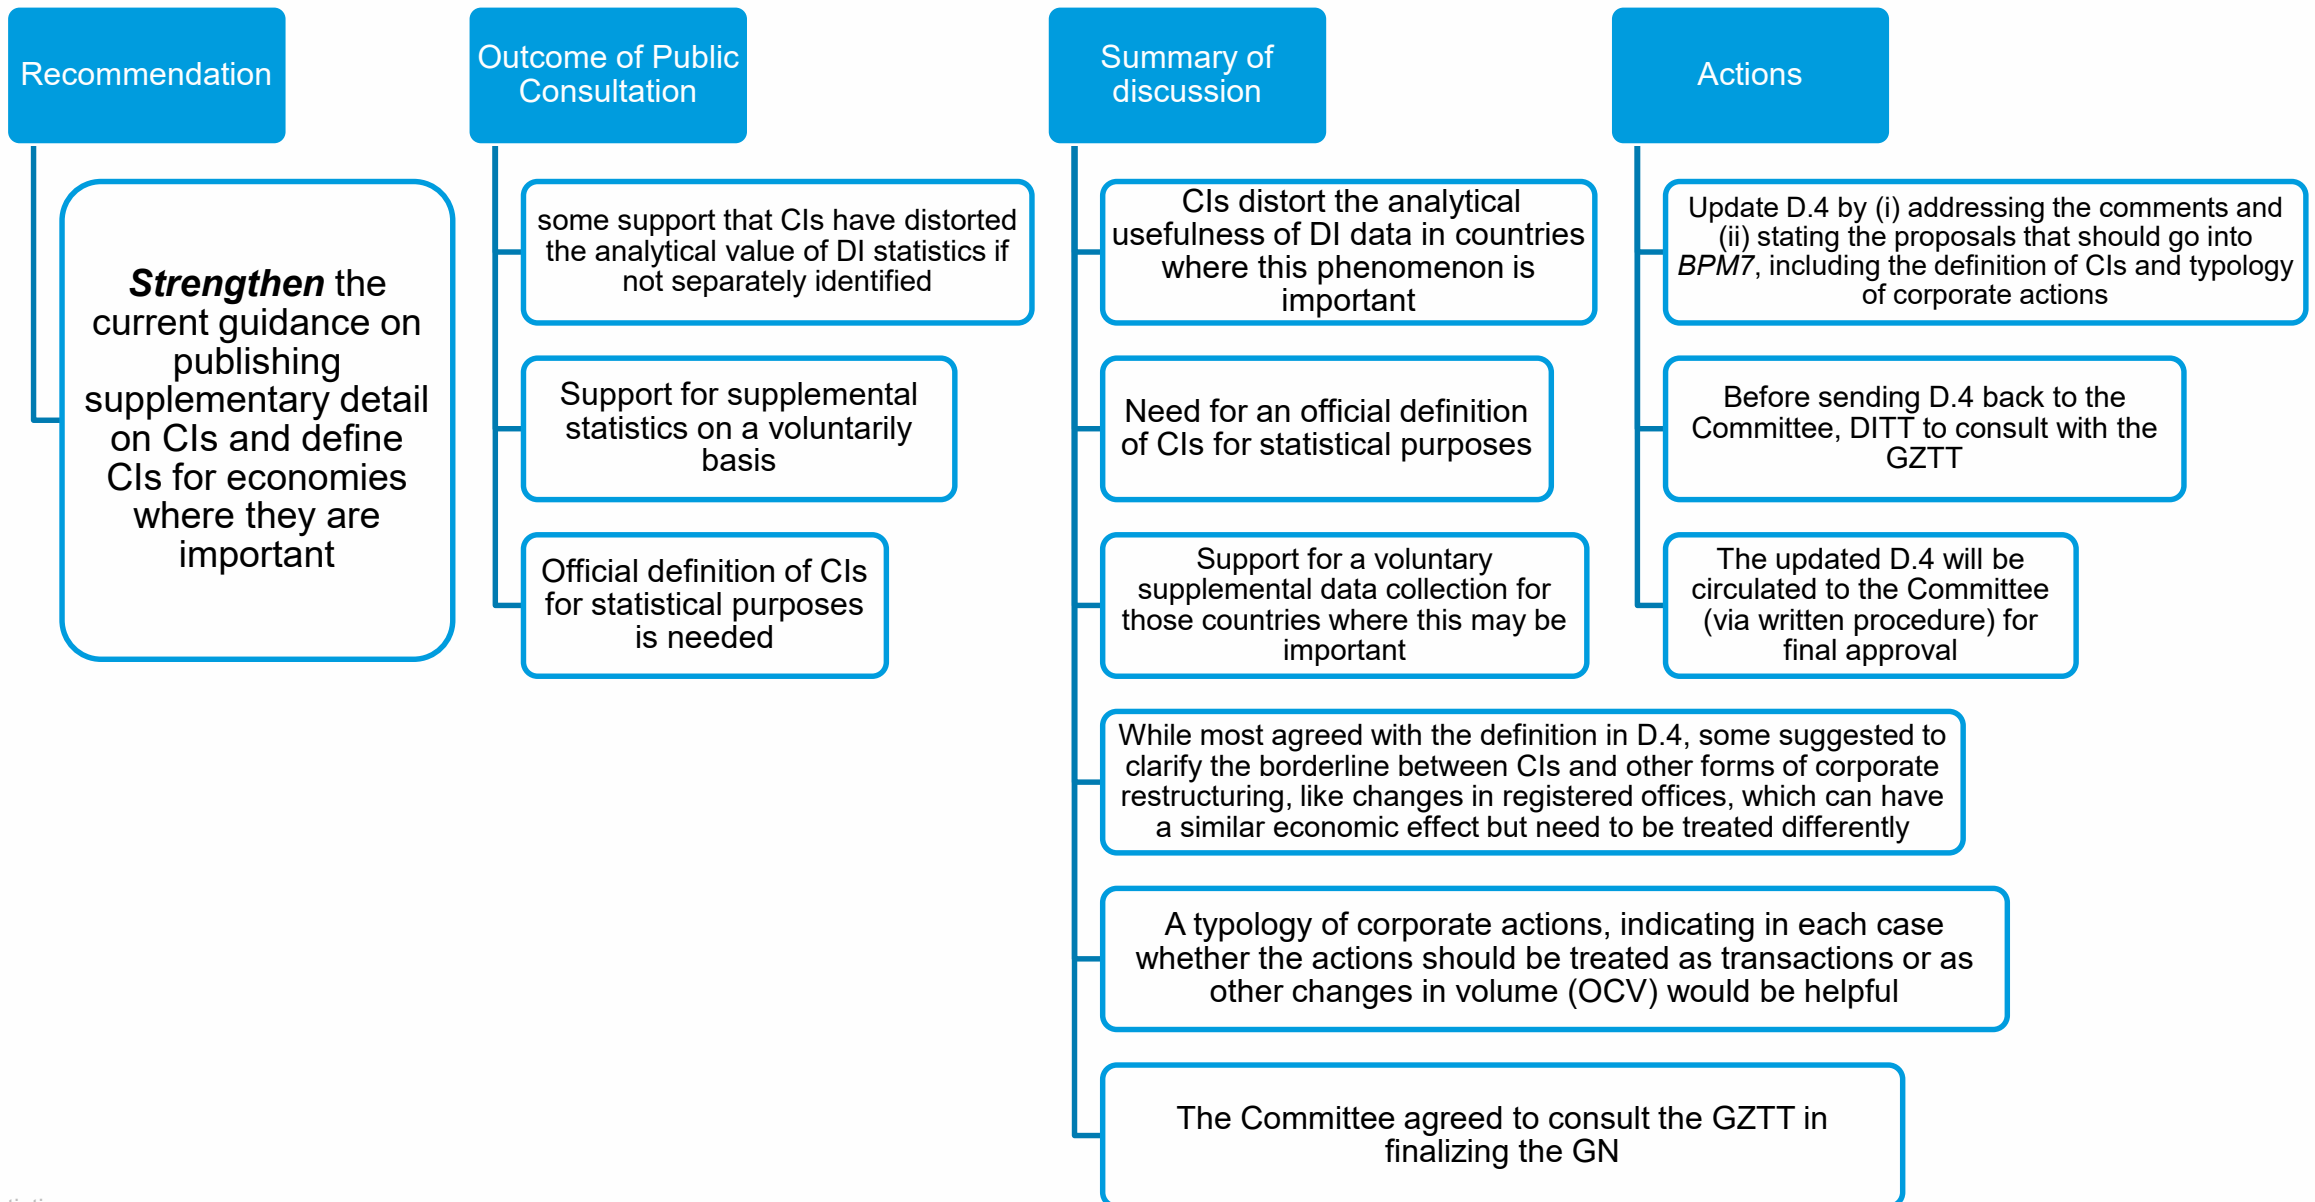 Recommendation
Strengthen the
current guidance on
publishing
supplementary detail
on CIs and define
CIs for economies
where they are
important
Outcome of Public
Consultation
some support that CIs have distorted
the analytical value of DI statistics if
not separately identified
Support for supplemental
statistics on a voluntarily
basis
Official definition of CIs
for statistical purposes
is needed
Summary of
discussion
CIs distort the analytical
usefulness of DI data in countries
where this phenomenon is
important
Need for an official definition
of CIs for statistical purposes
Support for a voluntary
supplemental data collection for
those countries where this may be
important
While most agreed with the definition in D.4, some suggested to
clarify the borderline between CIs and other forms of corporate
restructuring, like changes in registered offices, which can have
a similar economic effect but need to be treated differently
A typology of corporate actions, indicating in each case
whether the actions should be treated as transactions or as
other changes in volume (OCV) would be helpful
The Committee agreed to consult the GZTT in
finalizing the GN
Actions
Update D.4 by (i) addressing the comments and
(ii) stating the proposals that should go into
BPM7, including the definition of CIs and typology
of corporate actions
Before sending D.4 back to the
Committee, DITT to consult with the
GZTT
The updated D.4 will be
circulated to the Committee
(via written procedure) for
final approval